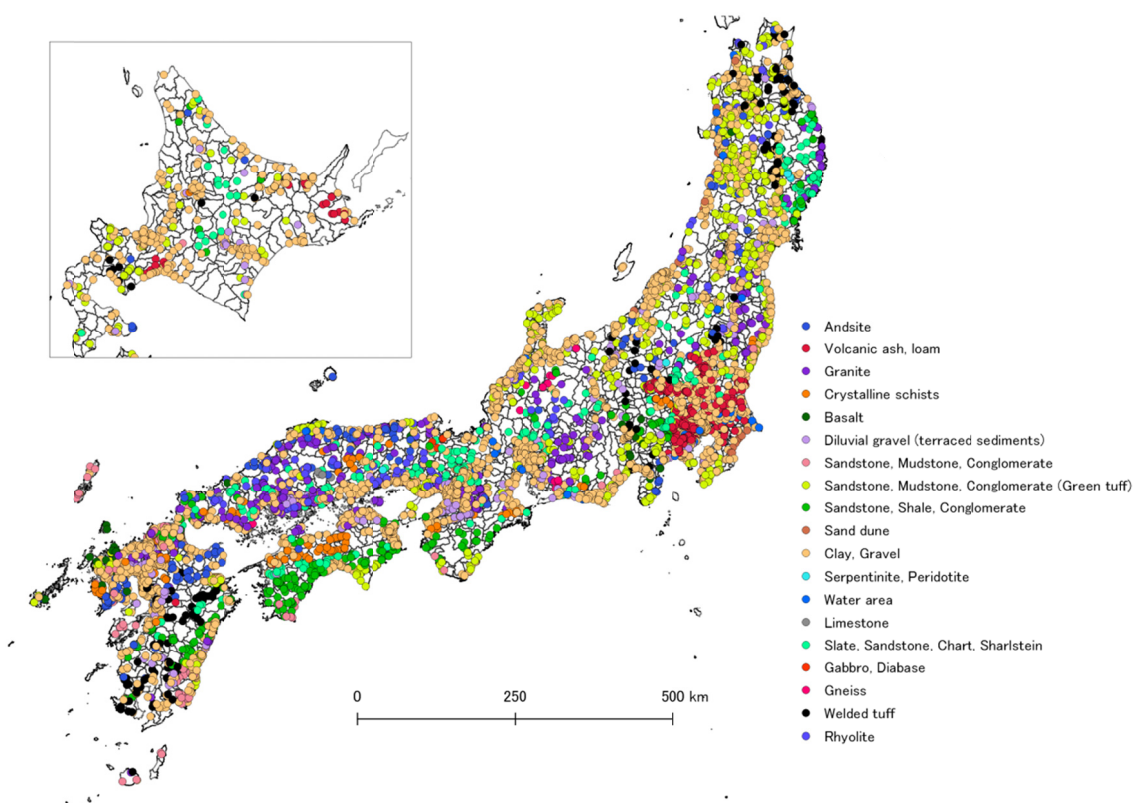 Andsite
Volcanic ash, loam
Granite
Crystalline schists
Basalt
Diluvial gravel (terraced sediments)
Sandstone, Mudstone, Conglomerate
Sandstone, Mudstone, Conglomerate (Green tuff)
Sandstone, Shale, Conglomerate
Sand dune
Clay, Gravel
Serpentinite, Peridotite
Water area
Limestone
Slate, Sandstone, Chart, Sharlstein
Gabbro, Diabase
Gneiss
Welded tuff
Rhyolite
0 250 500 km